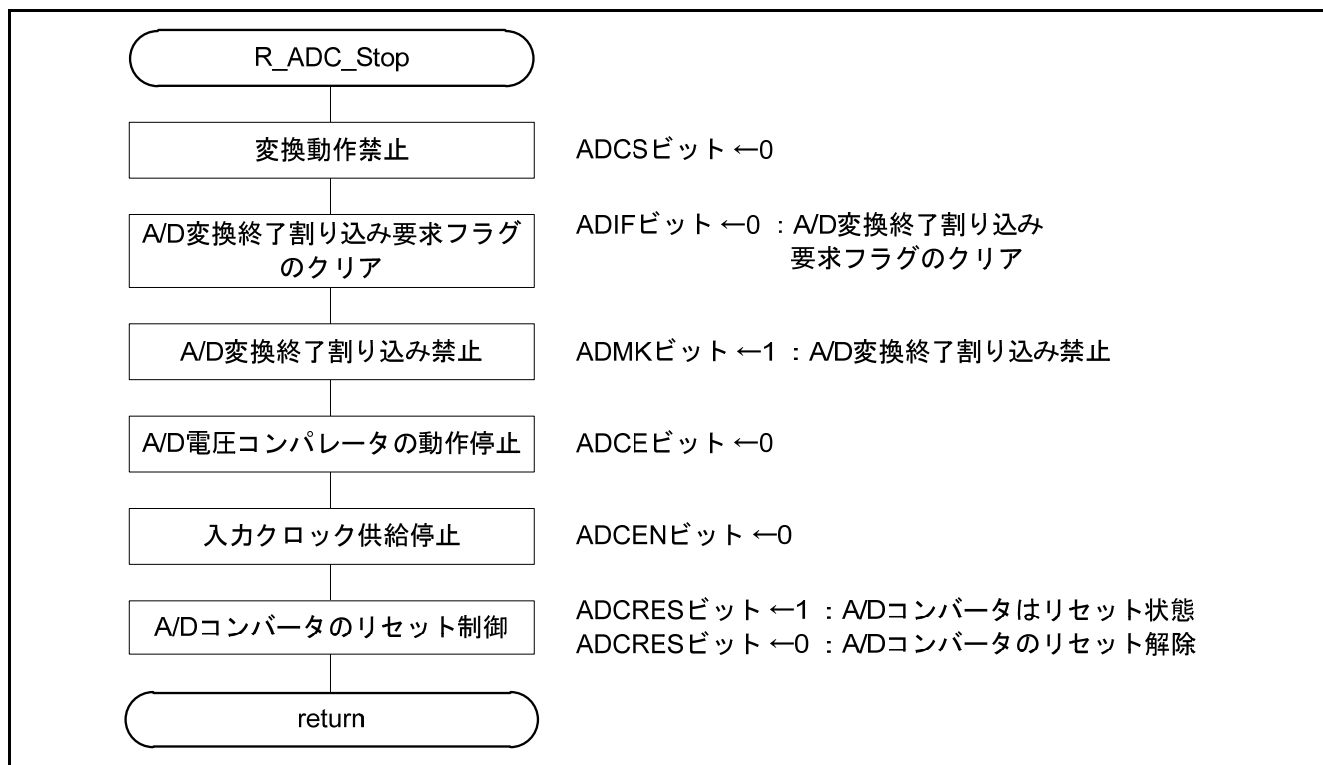 R_ADC_Stop
変換動作禁止
ADCSビット ←0
A/D変換終了割り込み要求フラグ
のクリア
ADIFビット ←0 : A/D変換終了割り込み
要求フラグのクリア
A/D変換終了割り込み禁止
ADMKビット ←1 : A/D変換終了割り込み禁止
A/D電圧コンパレータの動作停止
ADCEビット ←0
入力クロック供給停止
ADCENビット ←0
A/Dコンバータのリセット制御
ADCRESビット ←1 : A/Dコンバータはリセット状態
ADCRESビット ←0 : A/Dコンバータのリセット解除
return